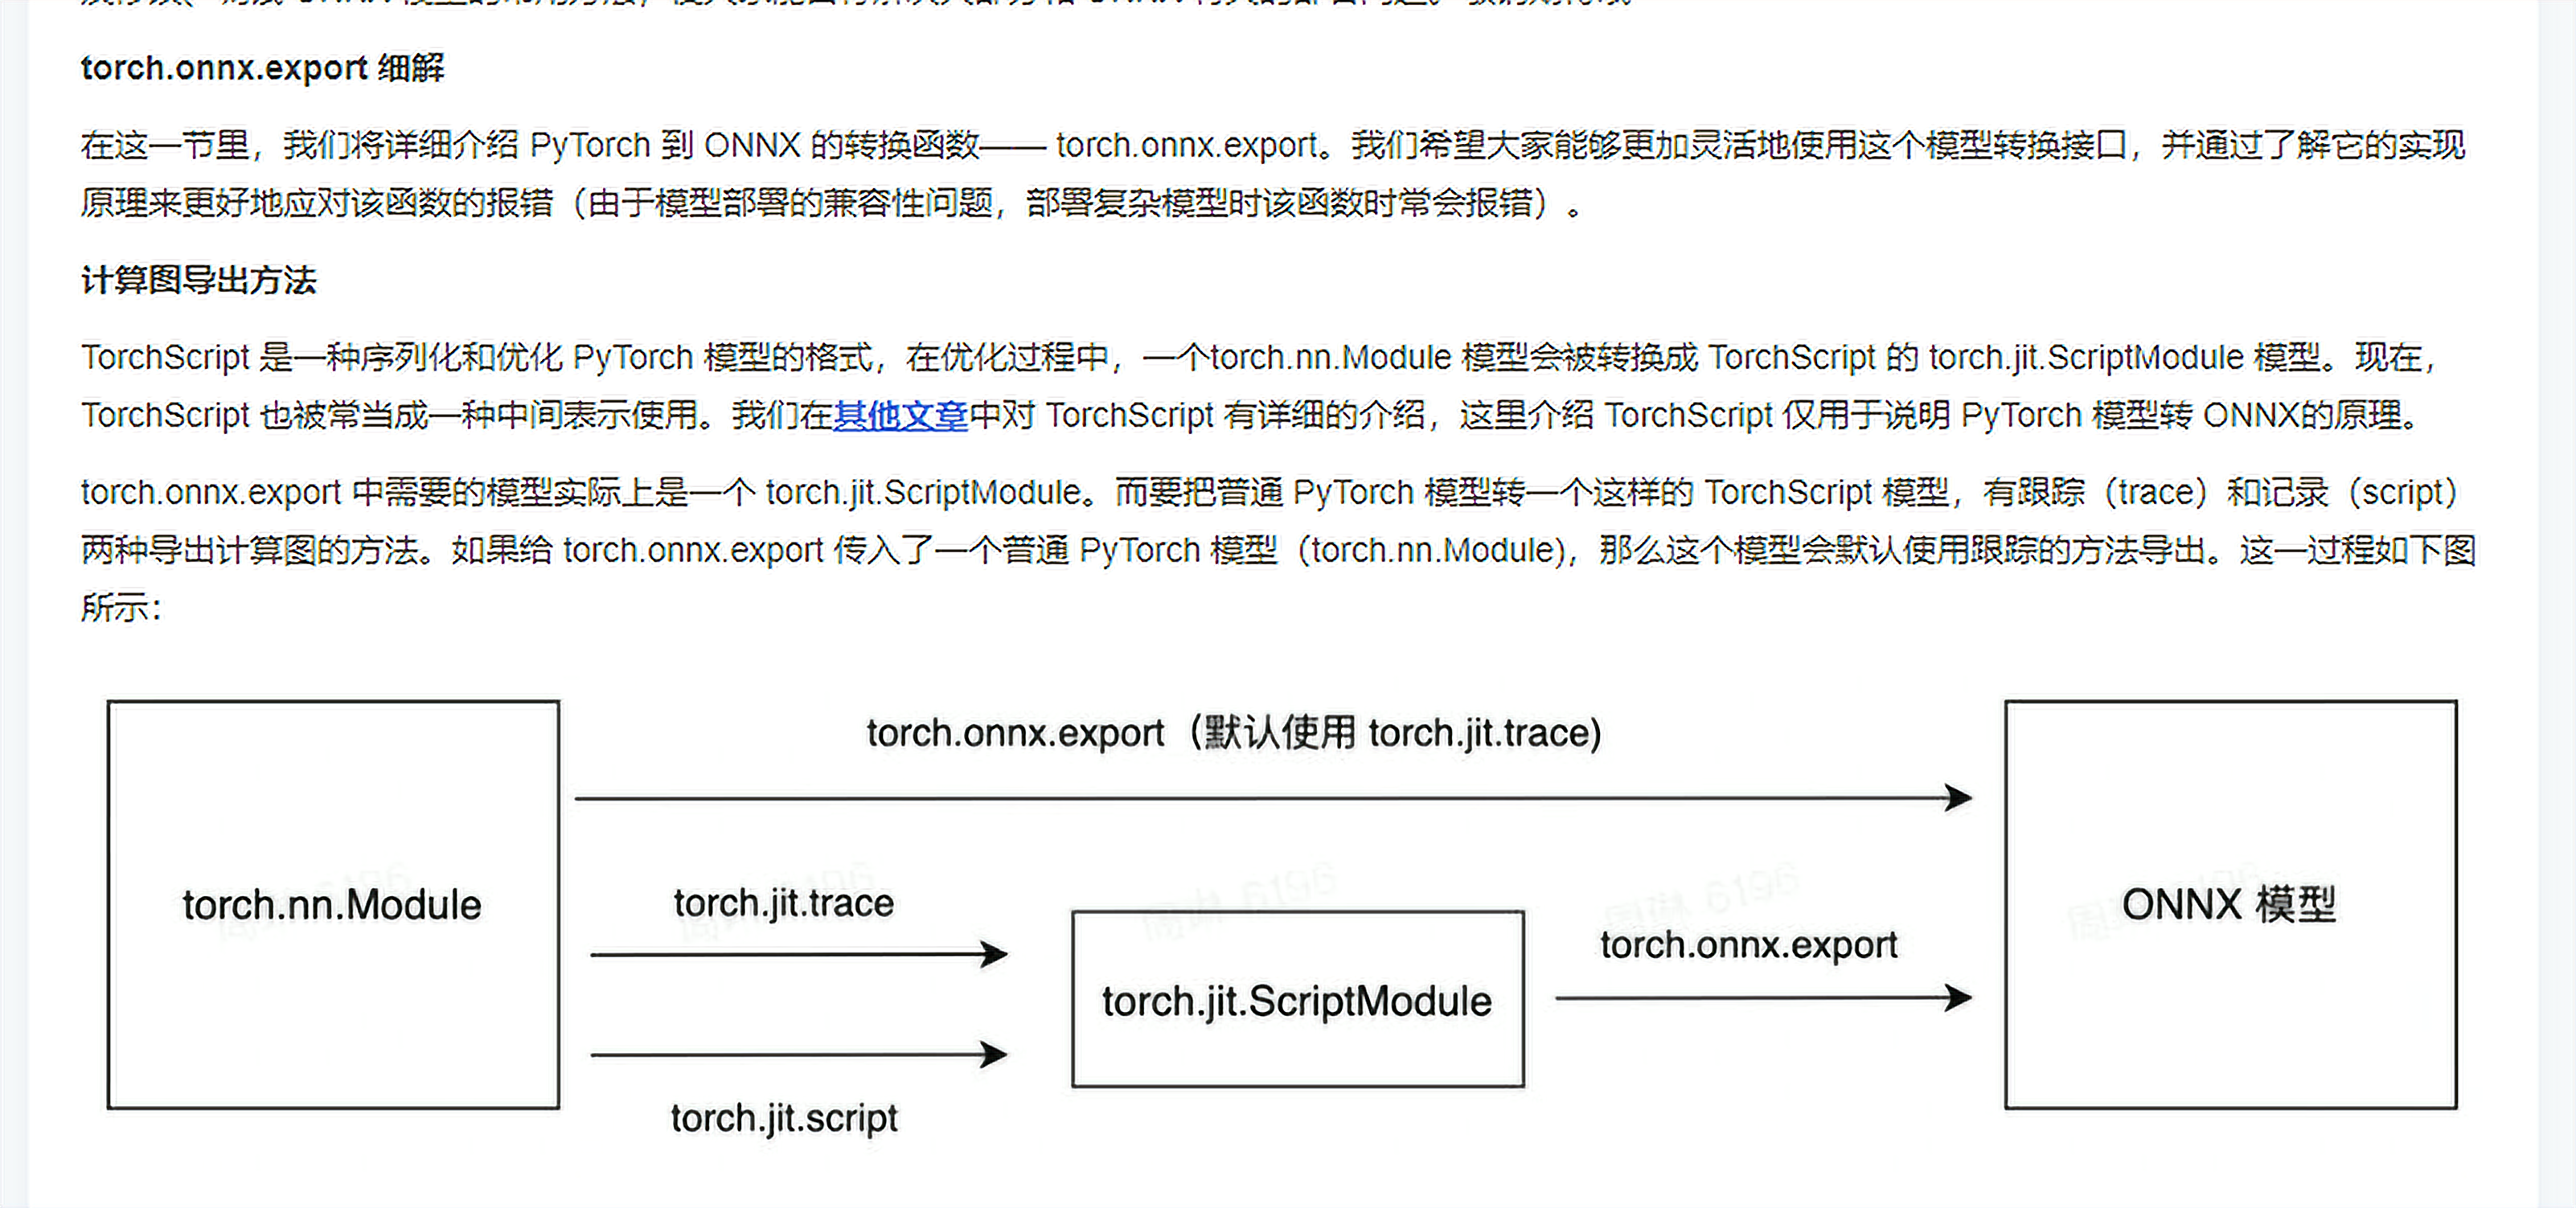 torch.onnx.export 细解
在这一节里，我们将详细介绍 PyTorch 到 ONNX 的转换函数—— torch.onnx.export。我们希望大家能够更加灵活地使用这个模型转换接口，并通过了解它的实现
原理来更好地应对该函数的报错（由于模型部署的兼容性问题，部署复杂模型时该函数时常会报错）。
计算图导出方法
TorchScript 是一种序列化和优化 PyTorch 模型的格式，在优化过程中，一个torch.nn.Module 模型会被转换成 TorchScript 的 torch.jit.ScriptModule 模型。现在，
TorchScript 也被常当成一种中间表示使用。我们在其他文章中对 TorchScript 有详细的介绍，这里介绍 TorchScript 仅用于说明 PyTorch 模型转 ONNX的原理。
torch.onnx.export 中需要的模型实际上是一个 torch.jit.ScriptModule。而要把普通 PyTorch 模型转一个这样的 TorchScript 模型，有跟踪（trace）和记录（script）
两种导出计算图的方法。如果给 torch.onnx.export 传入了一个普通 PyTorch 模型（torch.nn.Module)，那么这个模型会默认使用跟踪的方法导出。这一过程如下图
所示：
torch.onnx.export（默认使用 torch.jit.trace)
torch.nn.Module
torch.jit.trace
torch.jit.script
torch.jit.ScriptModule
torch.onnx.export
ONNX 模型